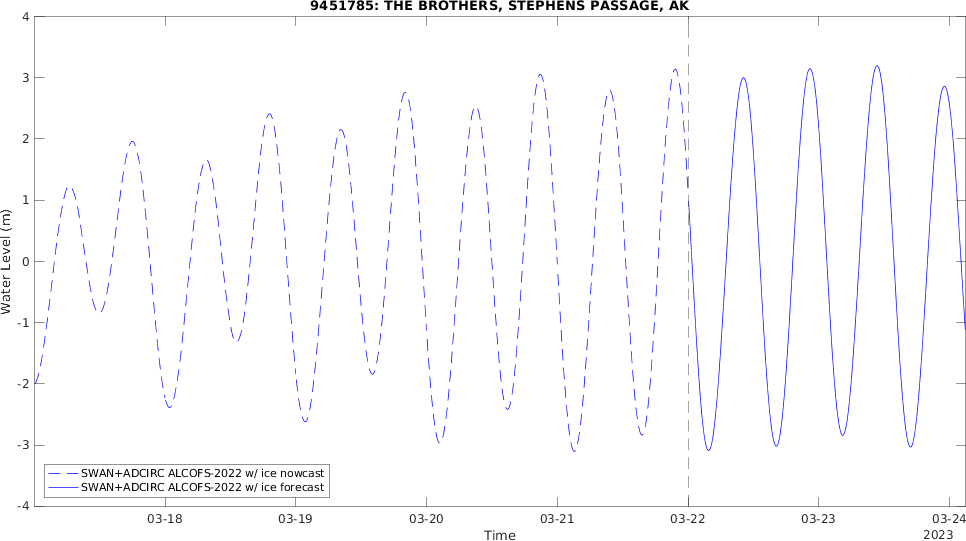 9451785: THE BROTHERS, STEPHENS PASSAGE, AK
4
3
2
1
0
-1
-2
-3
-4
Water Level (m)
SWAN+ADCIRC ALCOFS-2022 w/ ice nowcast
SWAN+ADCIRC ALCOFS-2022 w/ ice forecast
03-18 03-19 03-20 03-21 03-22 03-23 03-24
Time
2023